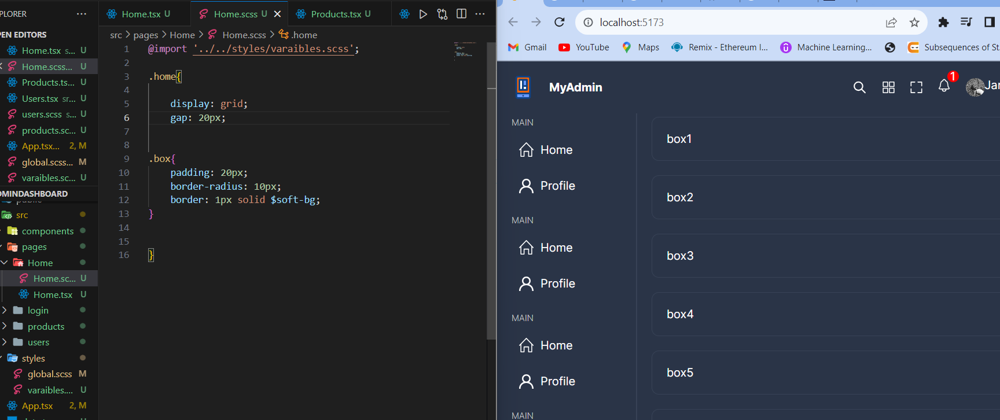 PLORER ...
PEN EDITORS
Home.tsx s... U
Home.scss... U
Products.ts... U
Users.tsx sr... U
users.scss s... U
products.sc... U
App.tsx... 2, M
global.scss... M
varaibles.sc... U
OMINDASHBOARD
public
src
components
pages
Home
Home.sc... U
Home.tsx U
login
products
users
styles
global.scss M
varaibles.... U
App.tsx 2, M
Home.tsx U
Home.scss U
Products.tsx U
src > pages > Home > Home.scss > .home
1 @import '../../styles/varaibles.scss';
2
3 .home{
4
5 display: grid;
6 gap: 20px;
7
8
9 .box{
10 padding: 20px;
11 border-radius: 10px;
12 border: 1px solid $soft-bg;
13 }
14
15
16 }
localhost:5173
Gmail YouTube Maps Remix - Ethereum I... Machine Learning... Subsequences of St
MyAdmin
1
Jan
MAIN
Home
Profile
MAIN
Home
Profile
MAIN
Home
Profile
MAIN
box1
box2
box3
box4
box5